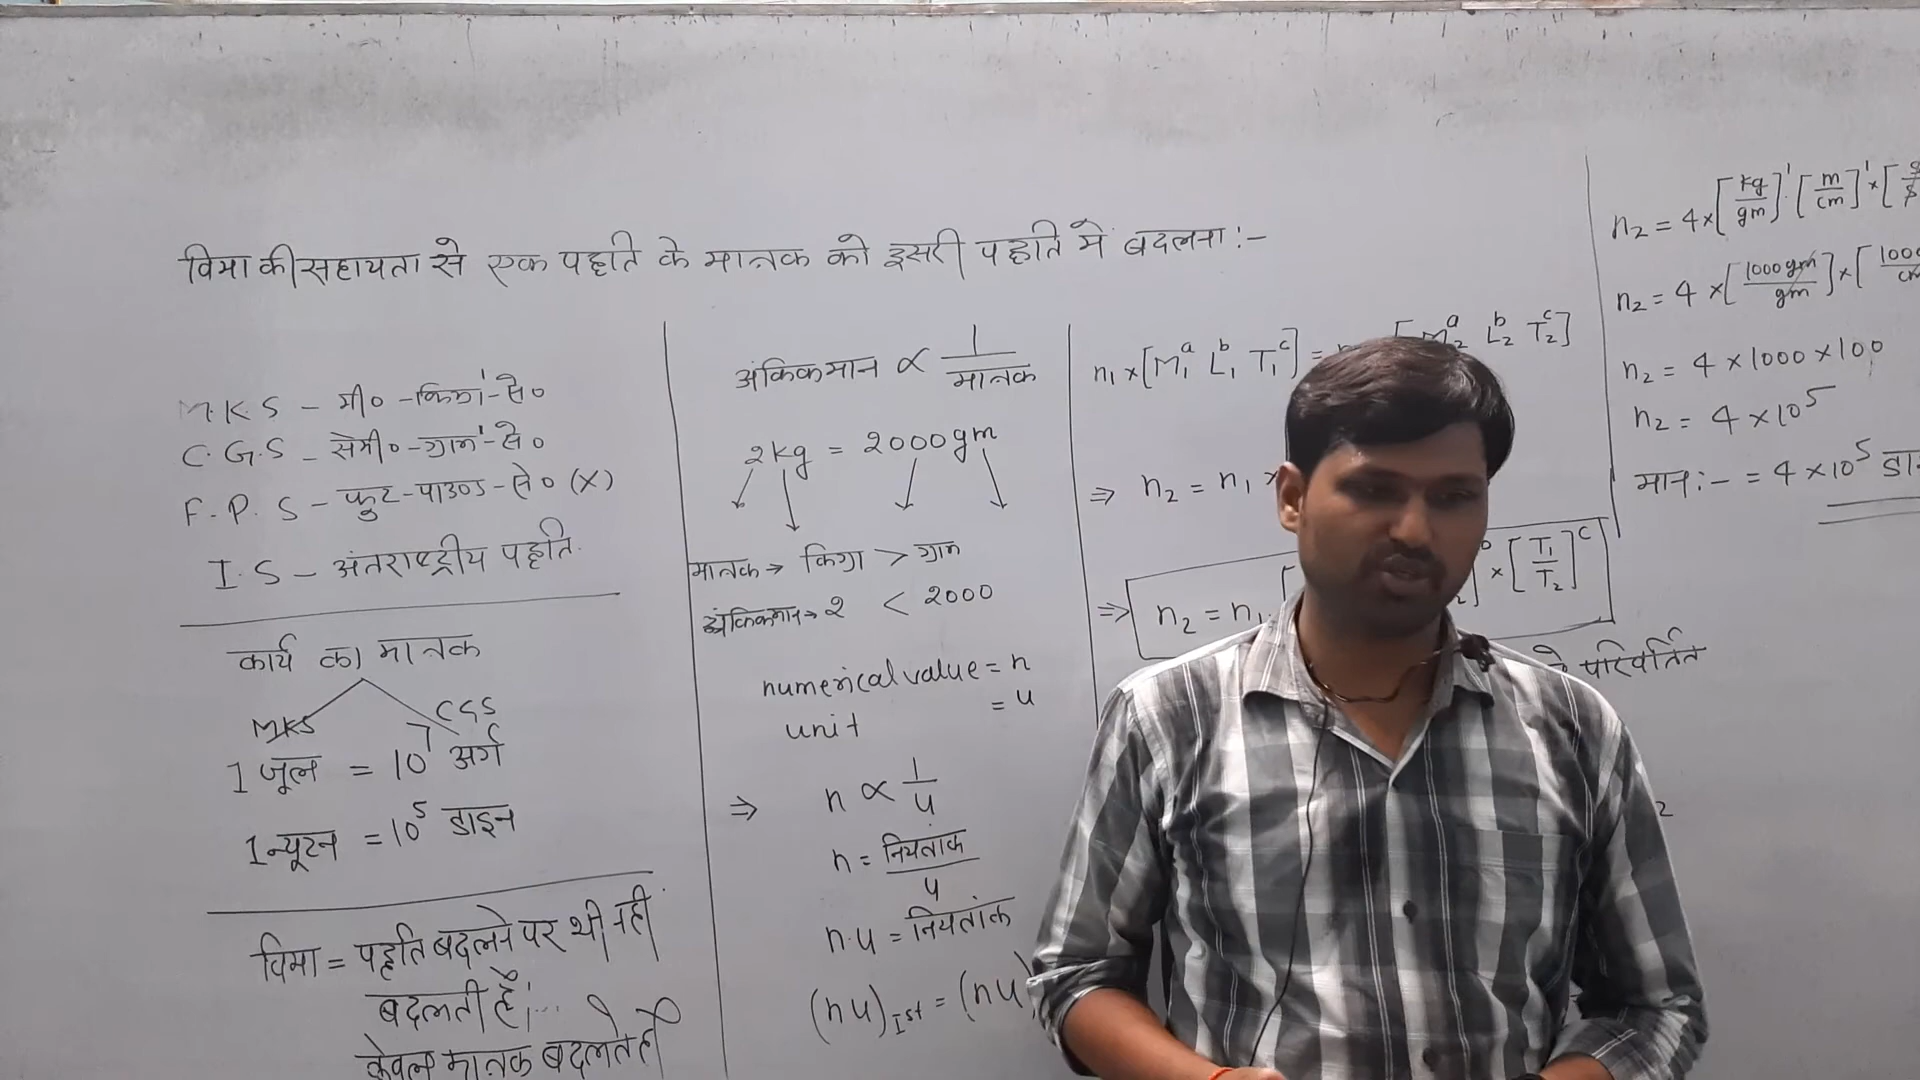 विमा की सहायता से एक पद्दति के मात्रक को दुसरी पद्दति मे बदलना :-
M.K.S - मी० -किग्रा-से०
C.G.S - सेमी०-ग्राम-से०
F.P.S - फुट-पाउण्ड-से० (X)
I.S - अंतराष्ट्रीय पद्दति.
कार्य का मात्रक
MKS CGS
1 जूल = 10^7 अर्ग
1 न्यूटन = 10^5 डाइन
विमा = पद्दति बदलने पर भी नही
बदलती हैं।...
केवल मात्रक बदलते है
अंकिकमान ∝ 1/मात्रक
2kg = 2000gm
मात्रक → किग्रा > ग्राम
अंकिकमान → 2 < 2000
numerical value = n
unit = u
⇒ n ∝ 1/u
n = नियतांक/u
n.u = नियतांक
(nu)Ist = (nu)
n₁ × [M₁^a L₁^b T₁^c] = [M₂^a L₂^b T₂^c]
⇒ n₂ = n₁ ×
⇒ n₂ = n₁ × [T₁/T₂]^c
परिवर्तित
2
n₂ = 4 × [kg/gm]^1 [m/cm]^1 × [
n₂ = 4 × [1000gm/gm] × [
n₂ = 4 × 1000 × 100
n₂ = 4 × 10^5
मान :- = 4 × 10^5